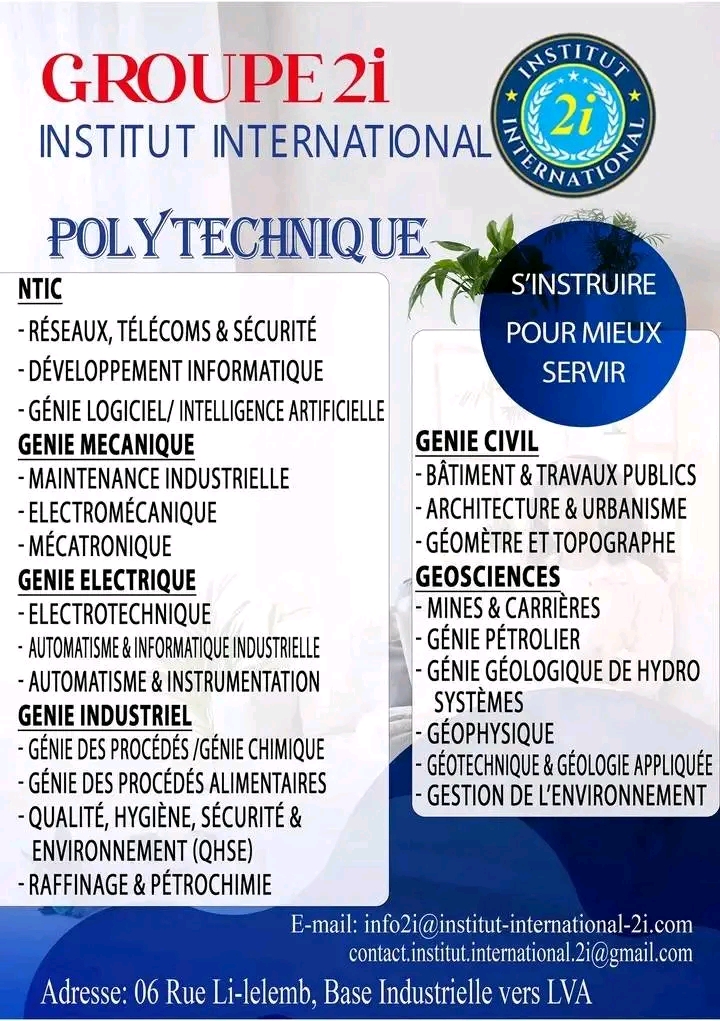 GROUPE 2i
INSTITUT INTERNATIONAL
INSTITUT
2i
INTERNATIONAL
POLYTECHNIQUE
S'INSTRUIRE
POUR MIEUX
SERVIR
NTIC
- RÉSEAUX, TÉLÉCOMS & SÉCURITÉ
- DÉVELOPPEMENT INFORMATIQUE
- GÉNIE LOGICIEL/ INTELLIGENCE ARTIFICIELLE
GENIE MECANIQUE
- MAINTENANCE INDUSTRIELLE
- ELECTROMÉCANIQUE
- MÉCATRONIQUE
GENIE ELECTRIQUE
- ELECTROTECHNIQUE
- AUTOMATISME & INFORMATIQUE INDUSTRIELLE
- AUTOMATISME & INSTRUMENTATION
GENIE INDUSTRIEL
- GÉNIE DES PROCÉDÉS /GÉNIE CHIMIQUE
- GÉNIE DES PROCÉDÉS ALIMENTAIRES
- QUALITÉ, HYGIÈNE, SÉCURITÉ &
ENVIRONNEMENT (QHSE)
- RAFFINAGE & PÉTROCHIMIE
GENIE CIVIL
- BÂTIMENT & TRAVAUX PUBLICS
- ARCHITECTURE & URBANISME
- GÉOMÈTRE ET TOPOGRAPHE
GEOSCIENCES
- MINES & CARRIÈRES
- GÉNIE PÉTROLIER
- GÉNIE GÉOLOGIQUE DE HYDRO
SYSTÈMES
- GÉOPHYSIQUE
- GÉOTECHNIQUE & GÉOLOGIE APPLIQUÉE
- GESTION DE L'ENVIRONNEMENT
E-mail: info2i@institut-international-2i.com
contact.institut.international.2i@gmail.com
Adresse: 06 Rue Li-lelemb, Base Industrielle vers LVA